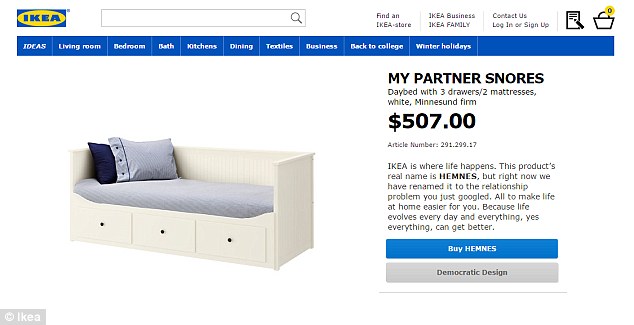 IKEA
Find an
IKEA-store
IKEA Business
IKEA FAMILY
Contact Us
Log In or Sign Up
0
IDEAS Living room Bedroom Bath Kitchens Dining Textiles Business Back to college Winter holidays
MY PARTNER SNORES
Daybed with 3 drawers/2 mattresses,
white, Minnesund firm
$507.00
Article Number: 291.299.17
IKEA is where life happens. This product's
real name is HEMNES, but right now we
have renamed it to the relationship
problem you just googled. All to make life
at home easier for you. Because life
evolves every day and everything, yes
everything, can get better.
Buy HEMNES
Democratic Design
© Ikea